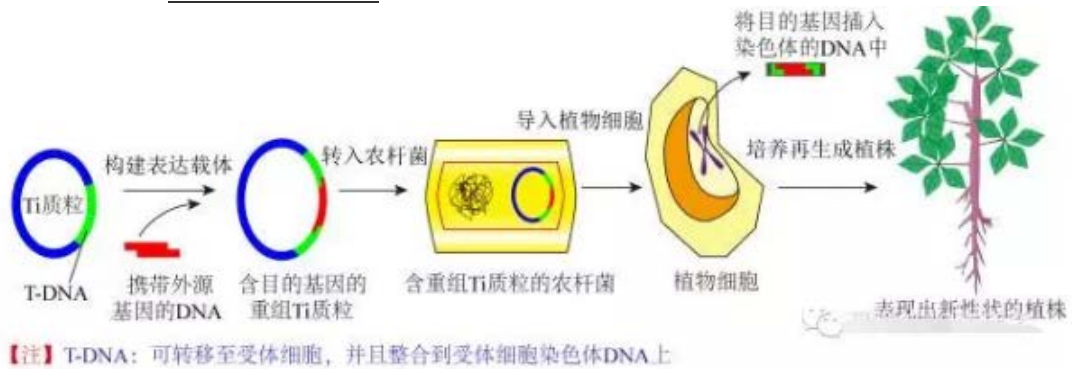 将目的基因插入
染色体的DNA中
导入植物细胞
构建表达载体
转入农杆菌
培养再生成植株
Ti质粒
T-DNA
携带外源
基因的DNA
含目的基因的
重组Ti质粒
含重组Ti质粒的农杆菌
植物细胞
表现出新性状的植株
【注】T-DNA：可转移至受体细胞，并且整合到受体细胞染色体DNA上